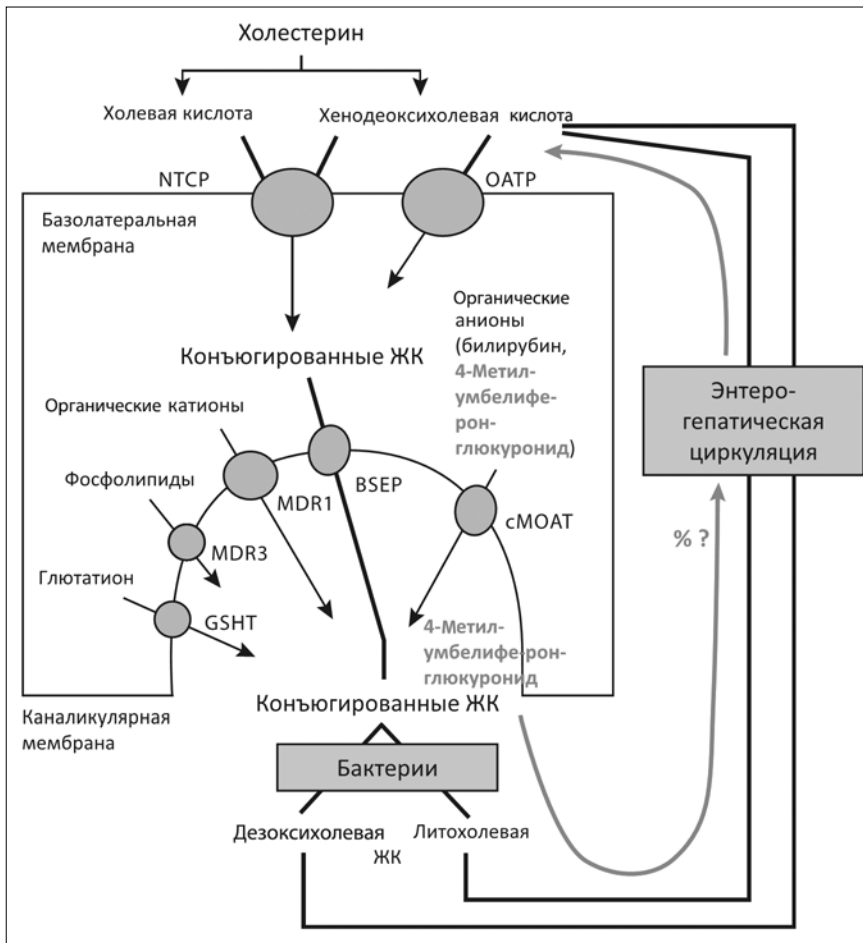 Холестерин
Холевая кислота
Хенодеоксихолевая кислота
NTCP
OATP
Базолатеральная
мембрана
Органические
анионы
(билирубин,
4-Метил-
умбелифе-
рон-
глюкуронид)
Конъюгированные ЖК
Энтеро-
гепатическая
циркуляция
Органические катионы
Фосфолипиды
MDR1
BSEP
cMOAT
% ?
MDR3
Глютатион
GSHT
4-Метил-
умбелифе-рон-
глюкуронид
Конъюгированные ЖК
Каналикулярная
мембрана
Бактерии
Дезоксихолевая
Литохолевая
ЖК